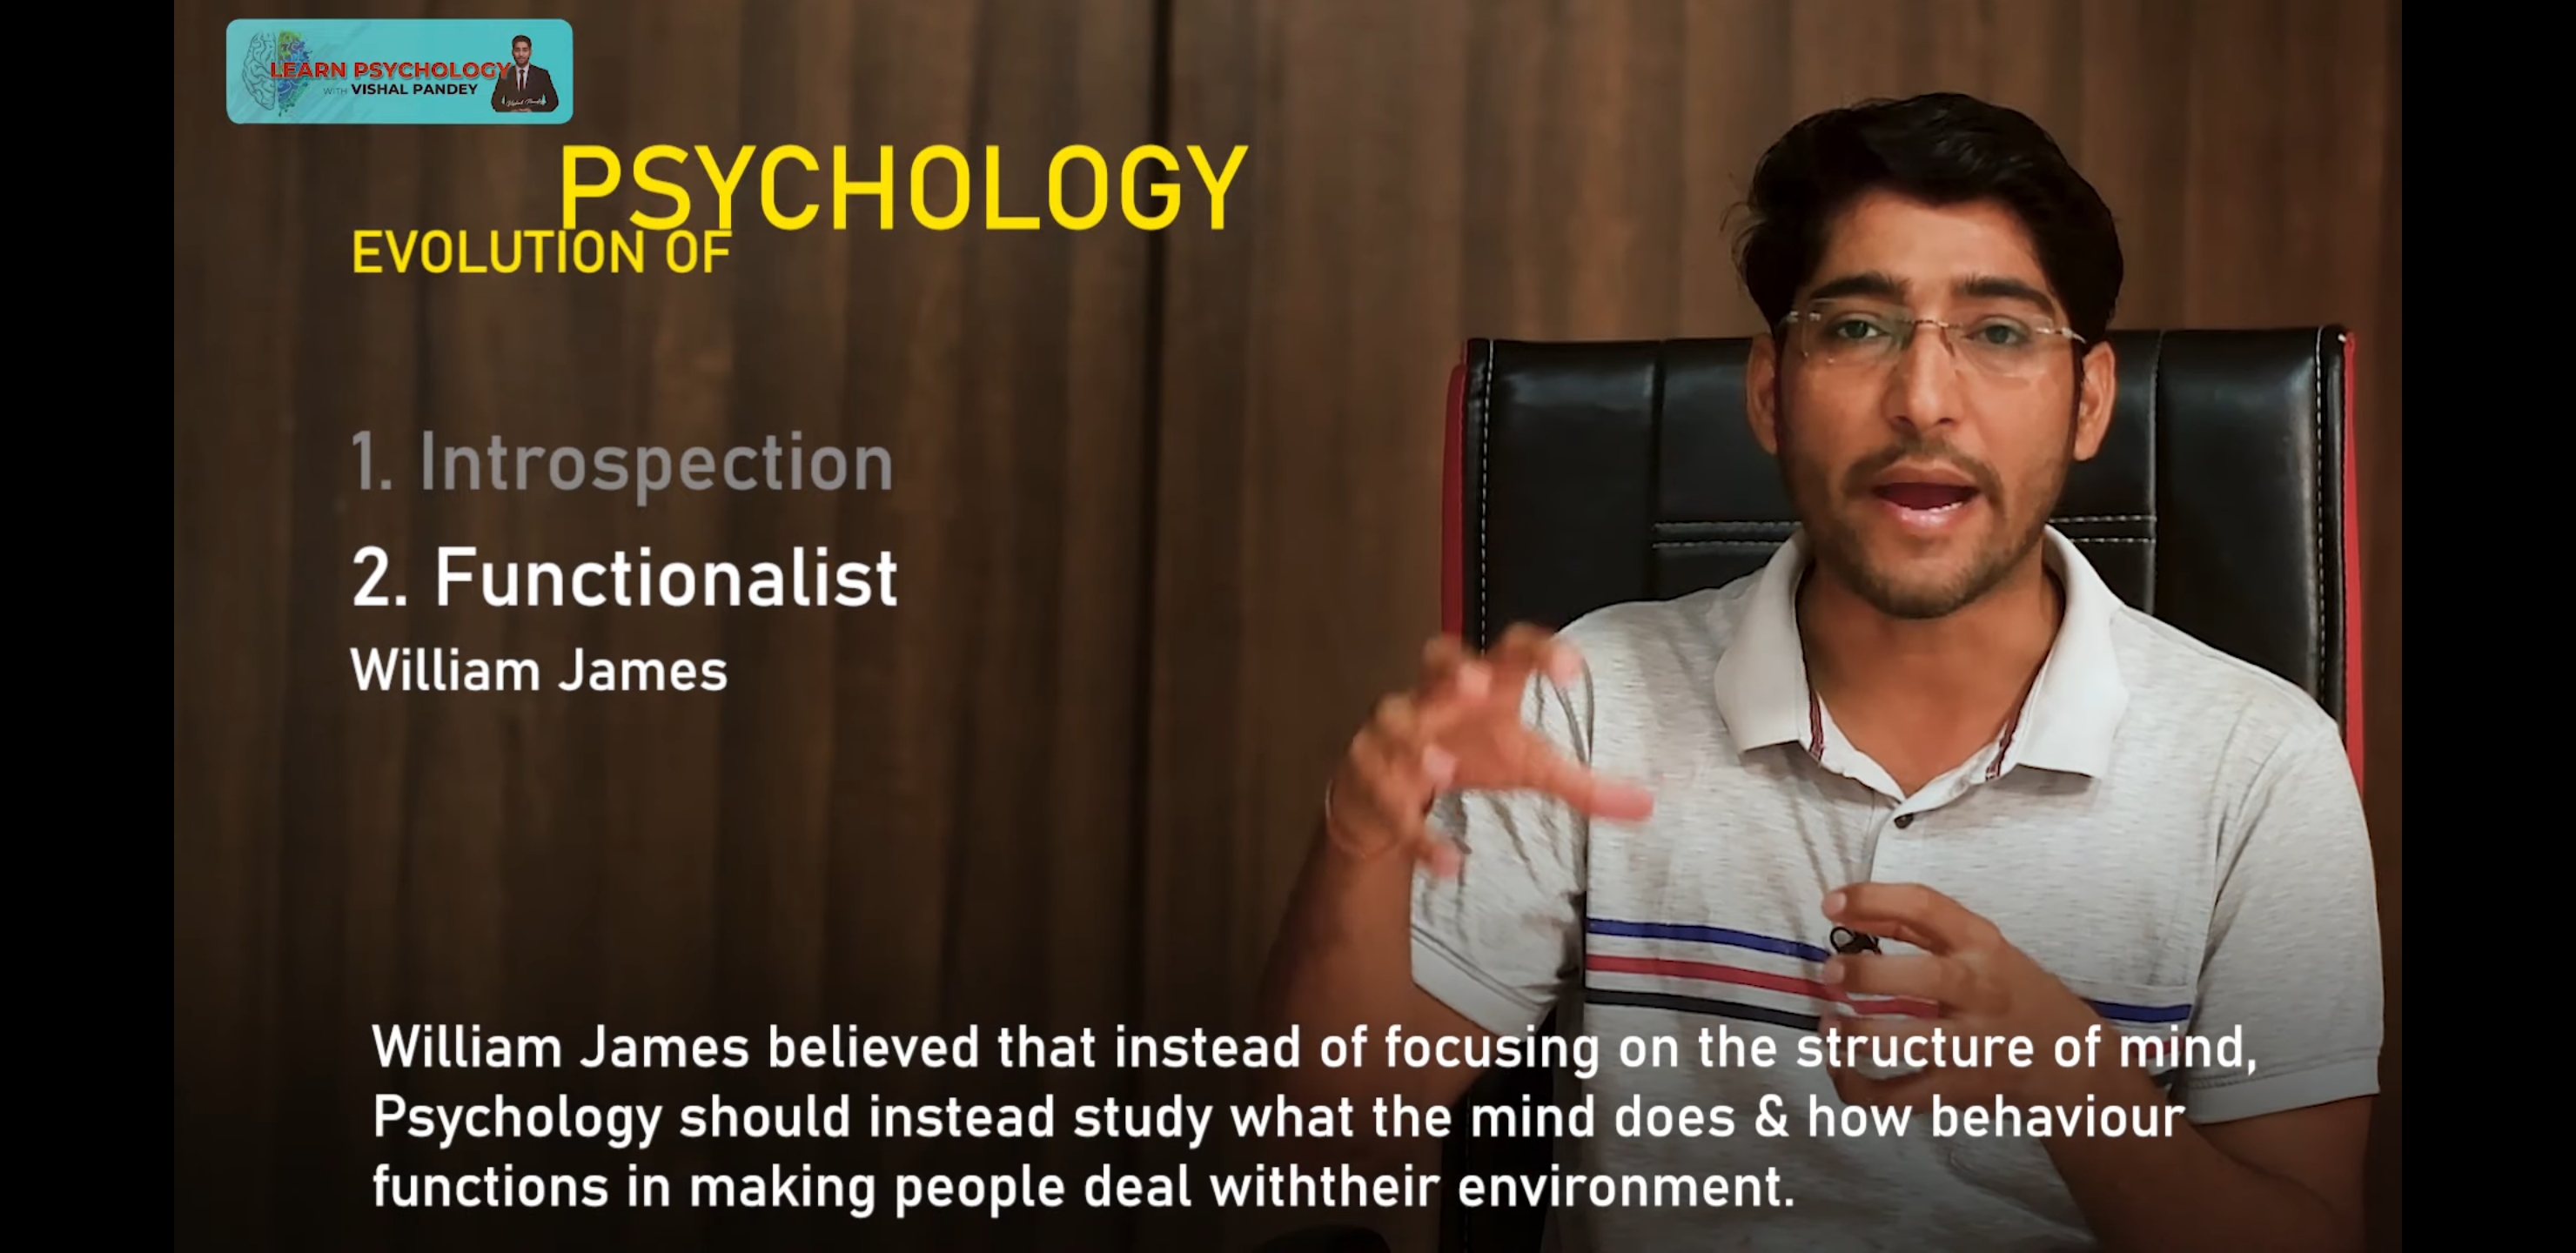 LEARN PSYCHOLOGY
WITH VISHAL PANDEY
PSYCHOLOGY
EVOLUTION OF
1. Introspection
2. Functionalist
William James
William James believed that instead of focusing on the structure of mind,
Psychology should instead study what the mind does & how behaviour
functions in making people deal withtheir environment.